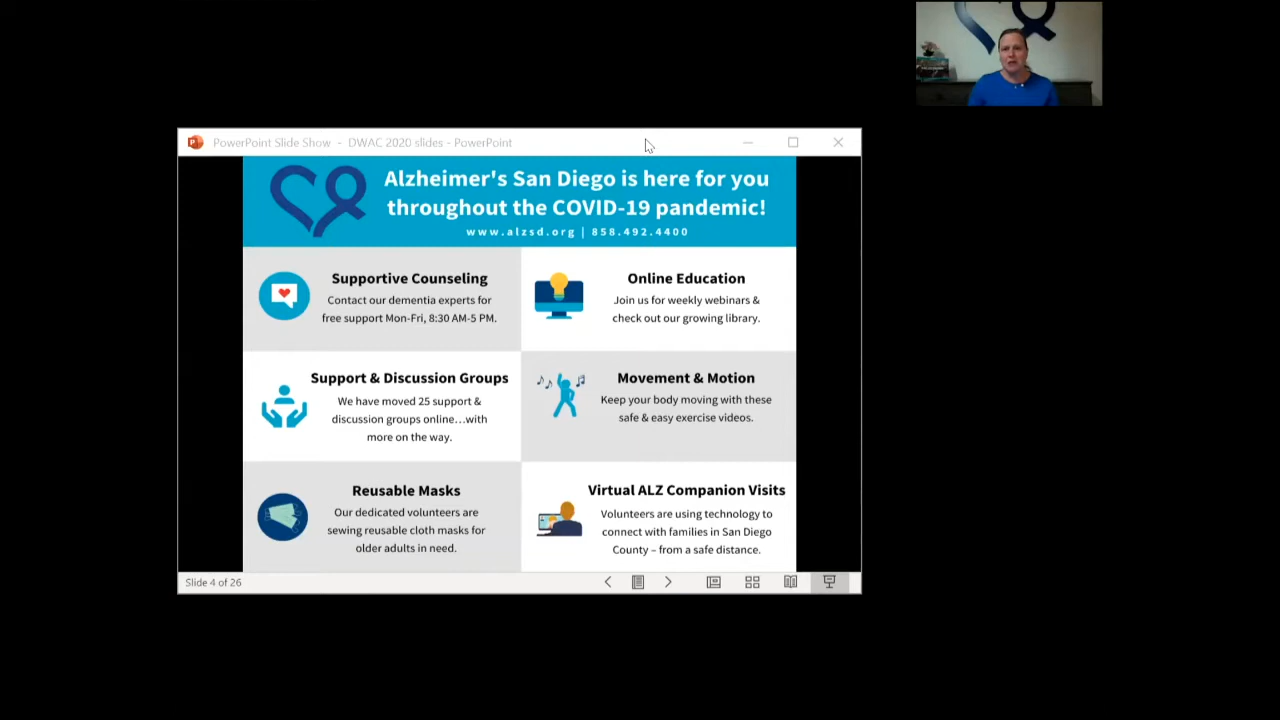 PowerPoint Slide Show - DWAC 2020 slides - PowerPoint
Alzheimer's San Diego is here for you
throughout the COVID-19 pandemic!
www.alzsd.org | 858.492.4400
Supportive Counseling
Contact our dementia experts for
free support Mon-Fri, 8:30 AM-5 PM.
Online Education
Join us for weekly webinars &
check out our growing library.
Support & Discussion Groups
We have moved 25 support &
discussion groups online...with
more on the way.
Movement & Motion
Keep your body moving with these
safe & easy exercise videos.
Reusable Masks
Our dedicated volunteers are
sewing reusable cloth masks for
older adults in need.
Virtual ALZ Companion Visits
Volunteers are using technology to
connect with families in San Diego
County – from a safe distance.
Slide 4 of 26